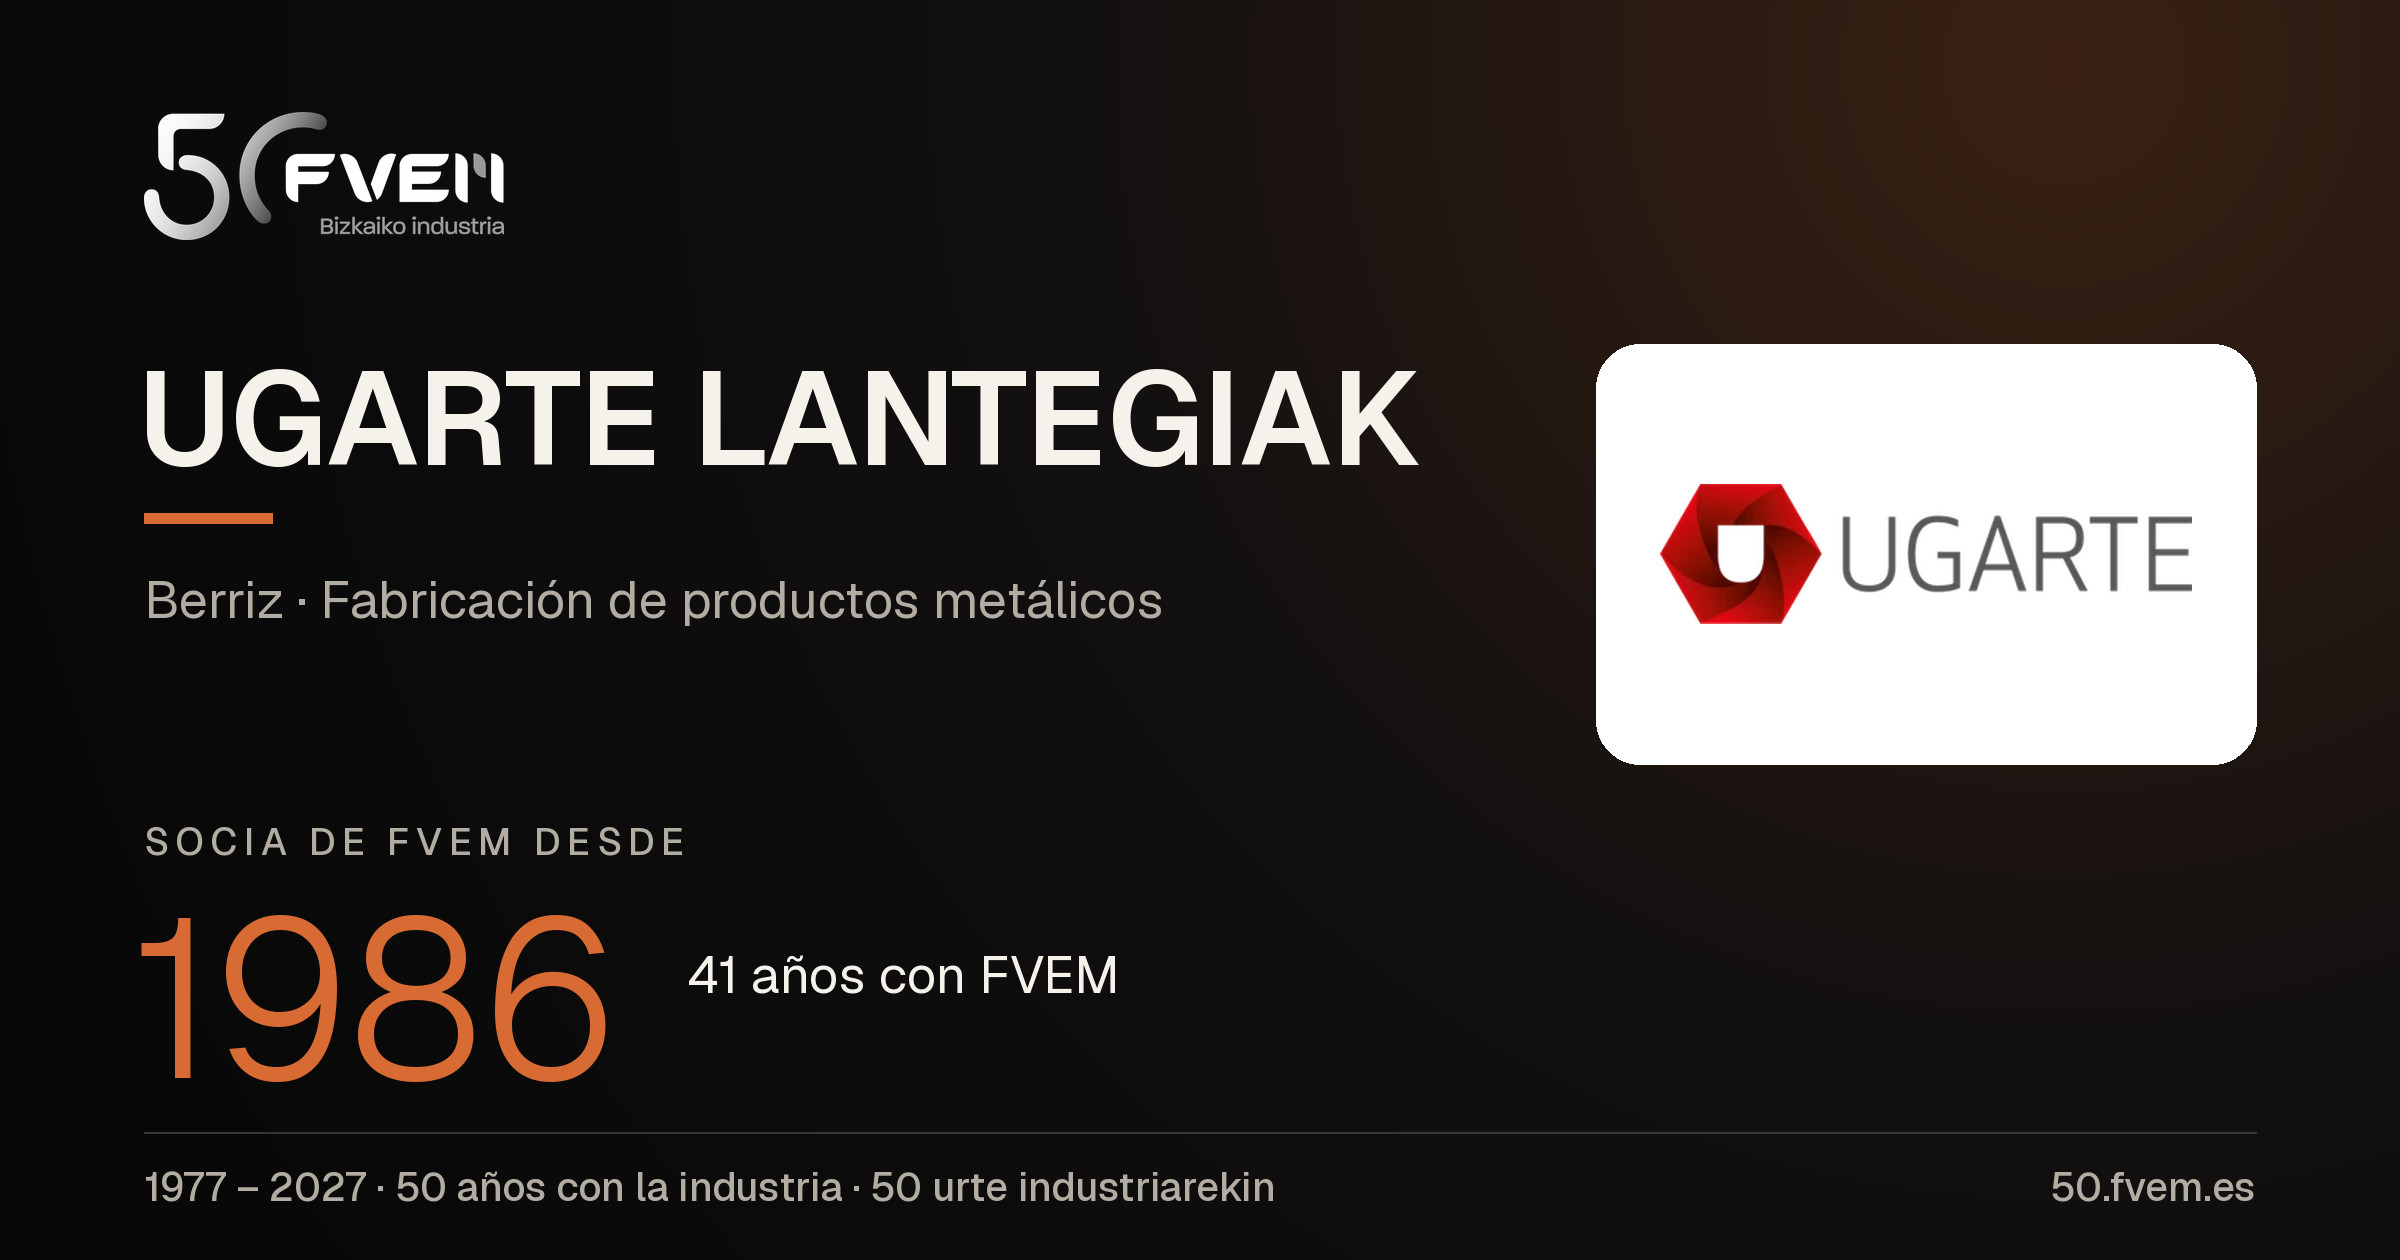 50 FVEM
Bizkaiko industria
UGARTE LANTEGIAK
Berriz · Fabricación de productos metálicos
U UGARTE
SOCIA DE FVEM DESDE
1986
41 años con FVEM
1977 – 2027 · 50 años con la industria · 50 urte industriarekin
50.fvem.es